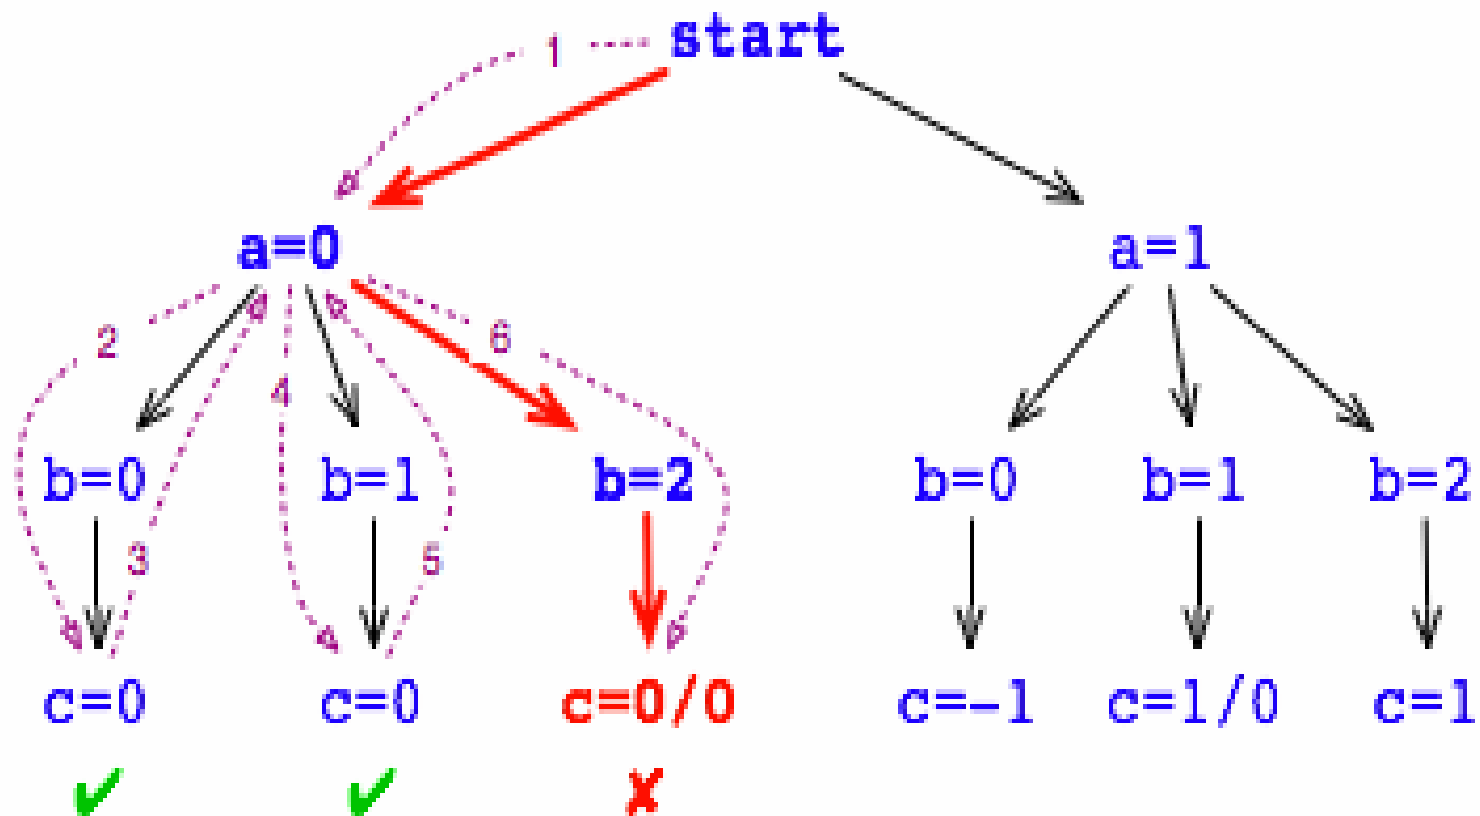 1 start
a=0 a=1
2 6
4
b=0 b=1 b=2 b=0 b=1 b=2
3 5
c=0 c=0 c=0/0 c=-1 c=1/0 c=1